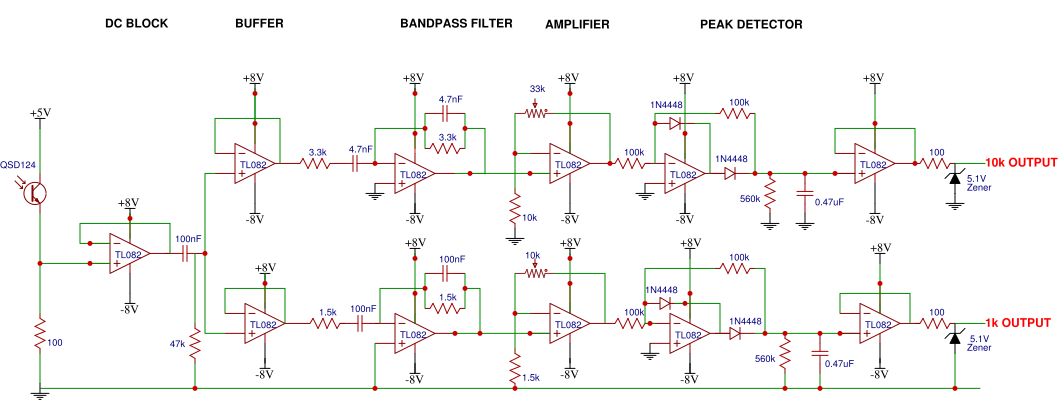 DC BLOCK BUFFER BANDPASS FILTER AMPLIFIER PEAK DETECTOR
+8V +8V +8V +8V +8V
33k
4.7nF 1N4448 100k
+5V
3.3k 4.7nF 3.3k 100k 100
QSD124 TL082 TL082 TL082 TL082 1N4448 TL082 10k OUTPUT
5.1V
Zener
560k 0.47uF
10k
-8V -8V -8V -8V -8V
+8V
100nF
TL082
+8V +8V +8V +8V +8V
100nF 10k 100k
-8V
1N4448
1.5k 100nF 1.5k 100k 100
TL082 TL082 TL082 TL082 1N4448 TL082 1k OUTPUT
5.1V
Zener
100 47k
560k 0.47uF
-8V -8V -8V -8V -8V
1.5k